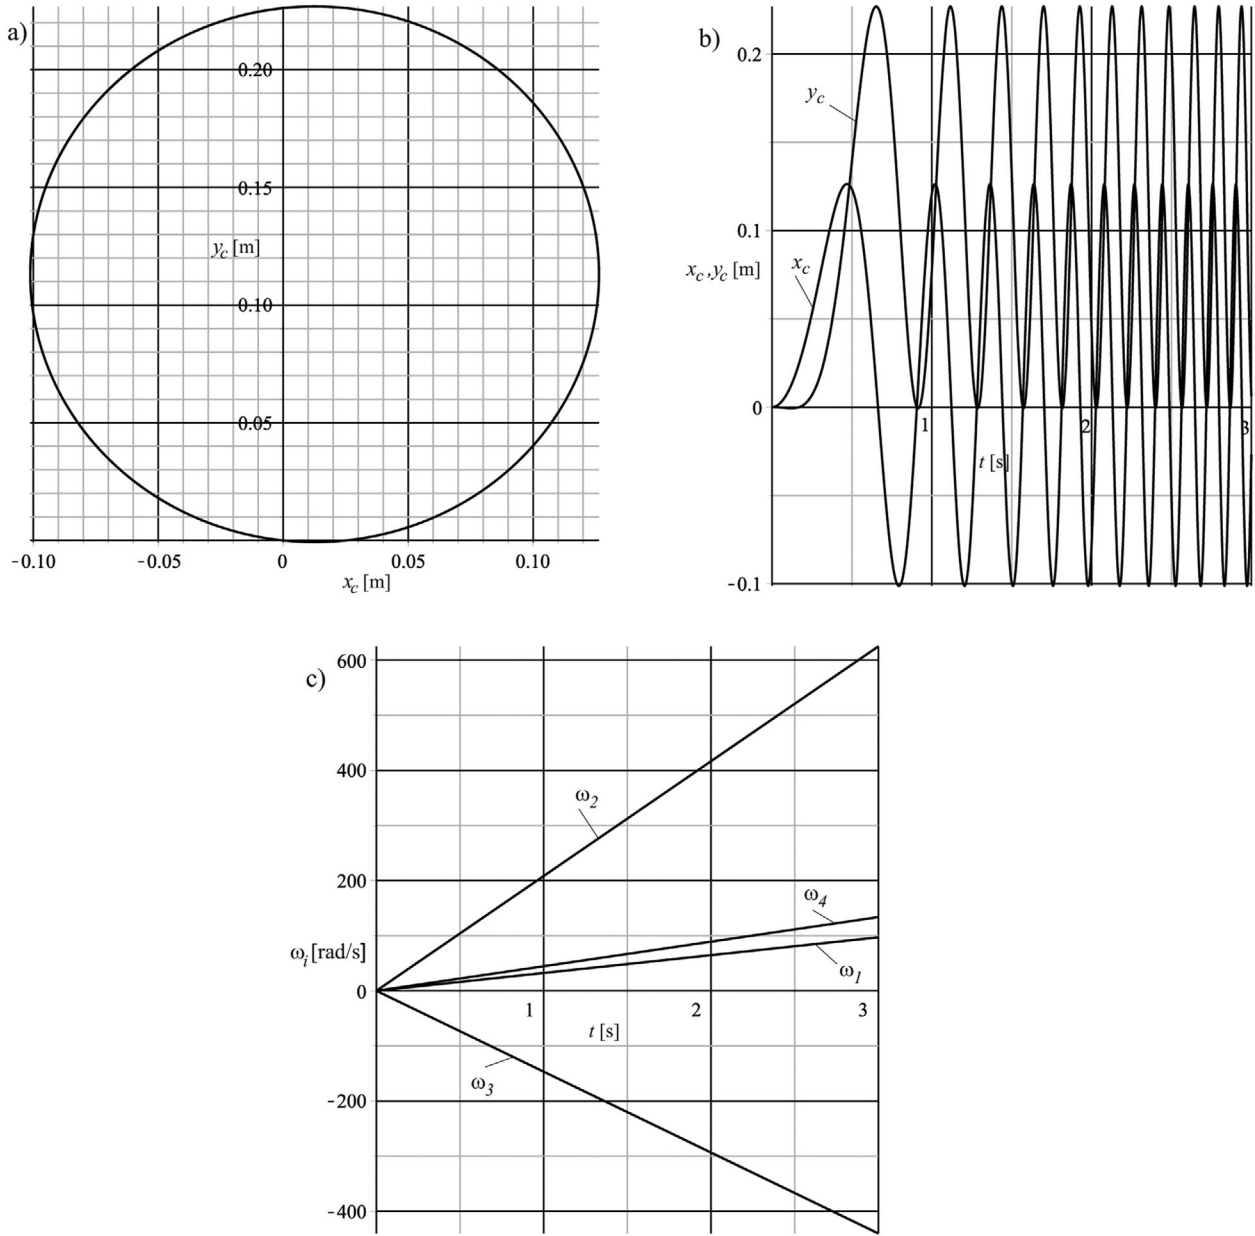 a)
0.20
0.15
y_c [m]
0.10
0.05
-0.10 -0.05 0 0.05 0.10
x_c [m]
b)
0.2
y_c
0.1
x_c, y_c [m]
x_c
0
1 2 3
t [s]
-0.1
c)
600
400
ω_2
200
ω_4
ω_i [rad/s]
ω_1
0
1 2 3
t [s]
ω_3
-200
-400